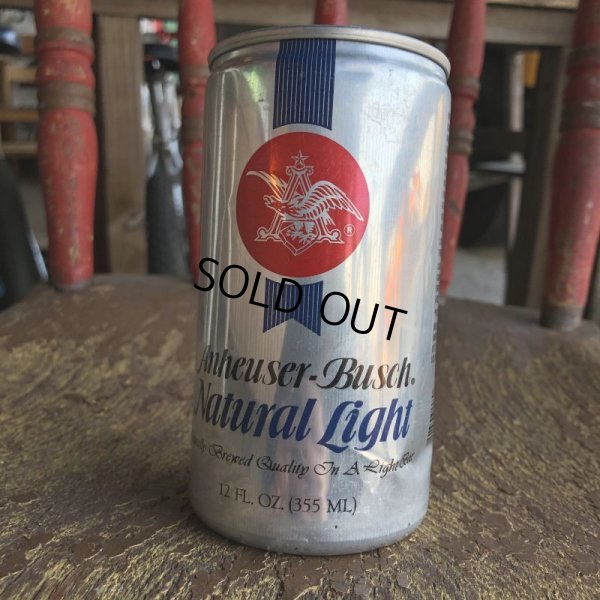 SOLD OUT
Anheuser-Busch®
Natural Light
Brewed Quality In A Light
12 FL. OZ. (355 ML)